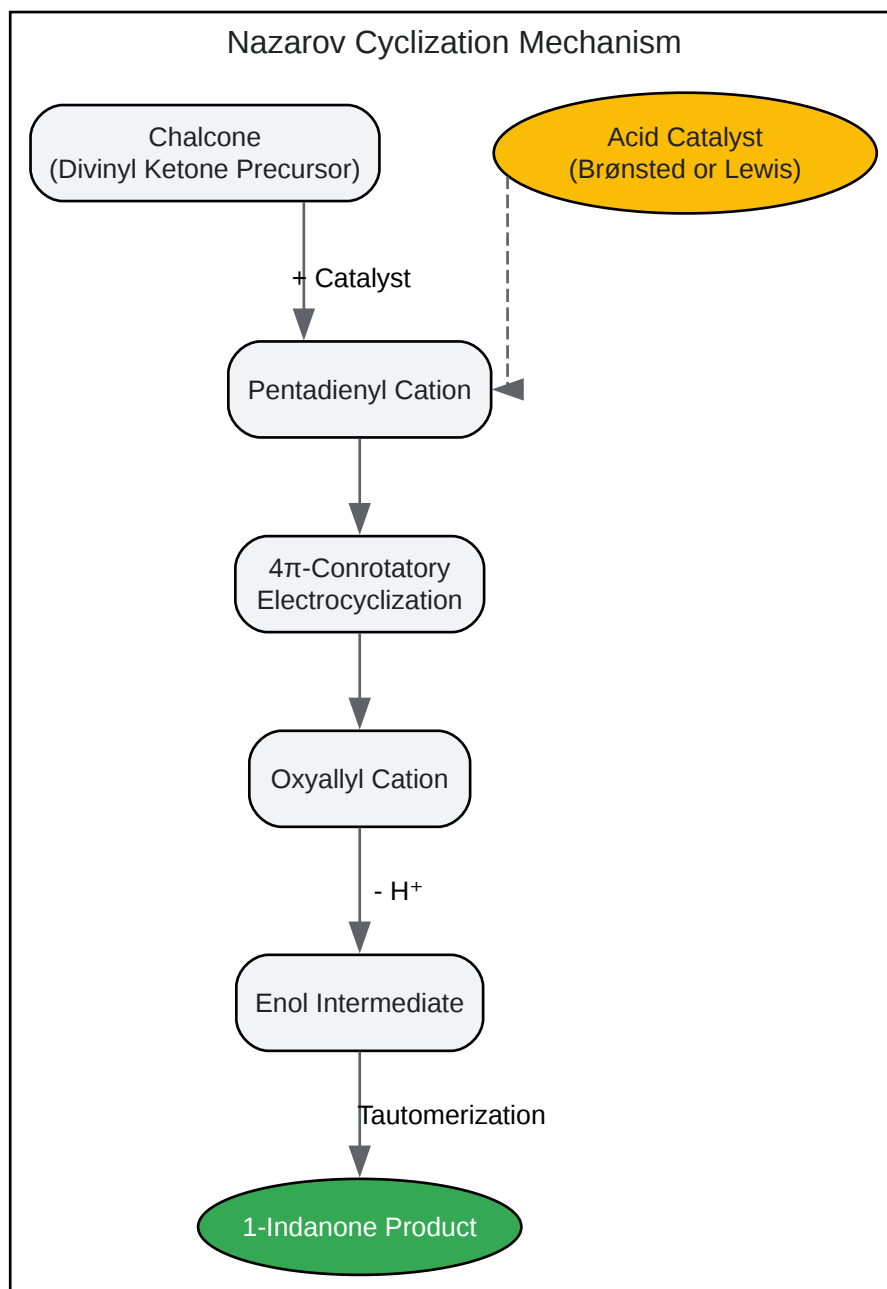 Nazarov Cyclization Mechanism
Chalcone
(Divinyl Ketone Precursor)
Acid Catalyst
(Brønsted or Lewis)
+ Catalyst
Pentadienyl Cation
4π-Conrotatory
Electrocyclization
Oxyallyl Cation
- H⁺
Enol Intermediate
Tautomerization
1-Indanone Product